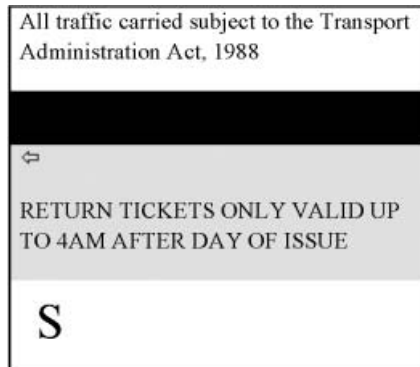 All traffic carried subject to the Transport
Administration Act, 1988
⇦
RETURN TICKETS ONLY VALID UP
TO 4AM AFTER DAY OF ISSUE
S